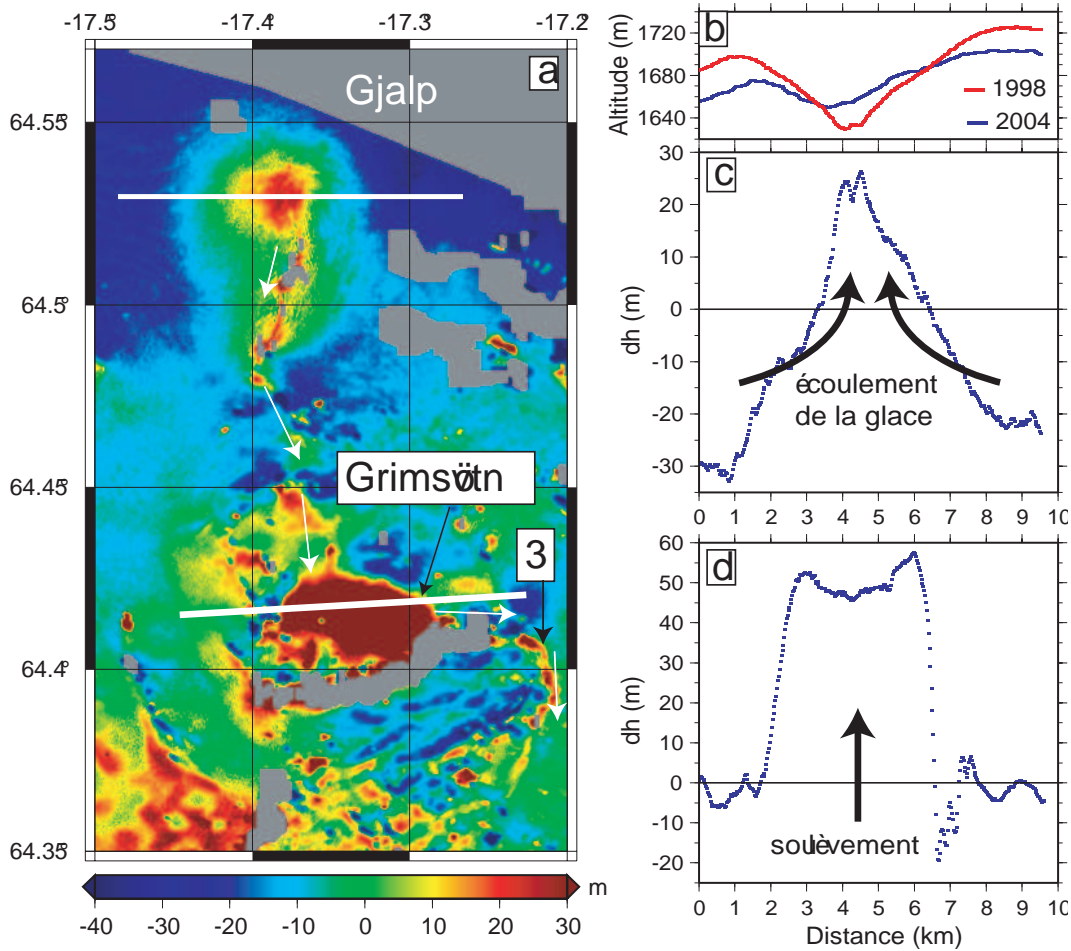 -17.5 -17.4 -17.3 -17.2
a
Gjalp
64.55
64.5
64.45
64.4
64.35
Grimsvötn
3
-40 -30 -20 -10 0 10 20 30 m
b
Altitude (m)
1720
1680
1640
1998
2004
c
dh (m)
30
20
10
0
-10
-20
-30
écoulement
de la glace
0 1 2 3 4 5 6 7 8 9 10
d
dh (m)
60
50
40
30
20
10
0
-10
-20
soulèvement
0 1 2 3 4 5 6 7 8 9 10
Distance (km)